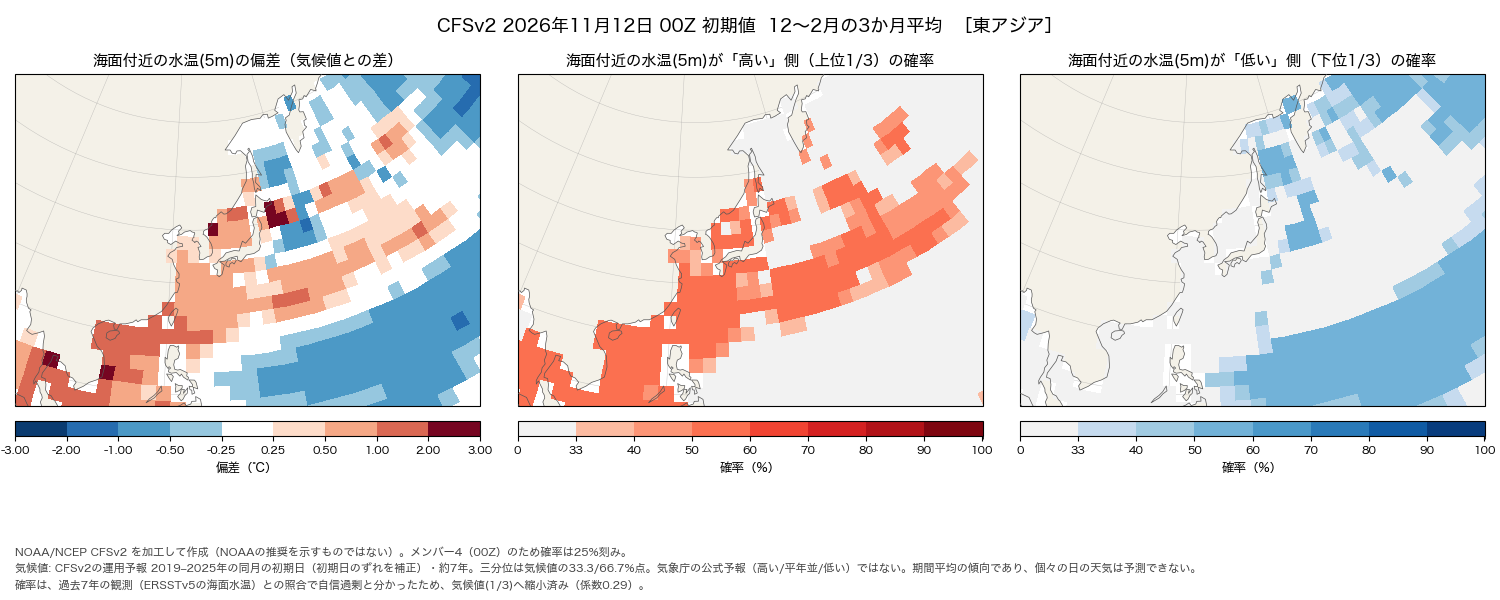 CFSv2 2026年11月12日 00Z 初期値 12～2月の3か月平均 ［東アジア］
海面付近の水温(5m)の偏差（気候値との差）
海面付近の水温(5m)が「高い」側（上位1/3）の確率
海面付近の水温(5m)が「低い」側（下位1/3）の確率
-3.00 -2.00 -1.00 -0.50 -0.25 0.25 0.50 1.00 2.00 3.00
偏差（℃）
0 33 40 50 60 70 80 90 100
確率（%）
0 33 40 50 60 70 80 90 100
確率（%）
NOAA/NCEP CFSv2 を加工して作成（NOAAの推奨を示すものではない）。メンバー4（00Z）のため確率は25%刻み。
気候値: CFSv2の運用予報 2019–2025年の同月の初期日（初期日のずれを補正）・約7年。三分位は気候値の33.3/66.7%点。気象庁の公式予報（高い/平年並/低い）ではない。期間平均の傾向であり、個々の日の天気は予測できない。
確率は、過去7年の観測（ERSSTv5の海面水温）との照合で自信過剰と分かったため、気候値(1/3)へ縮小済み（係数0.29）。